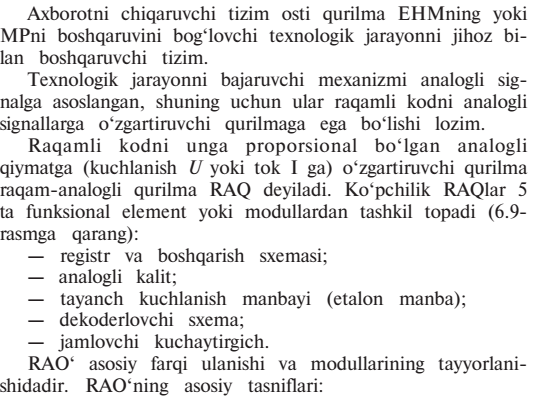 Axborotni chiqaruvchi tizim osti qurilma EHMning yoki
MPni boshqaruvini bog‘lovchi texnologik jarayonni jihoz bi-
lan boshqaruvchi tizim.
Texnologik jarayonni bajaruvchi mexanizmi analogli sig-
nalga asoslangan, shuning uchun ular raqamli kodni analogli
signallarga o‘zgartiruvchi qurilmaga ega bo‘lishi lozim.
Raqamli kodni unga proporsional bo‘lgan analogli
qiymatga (kuchlanish U yoki tok I ga) o‘zgartiruvchi qurilma
raqam-analogli qurilma RAQ deyiladi. Ko‘pchilik RAQlar 5
ta funksional element yoki modullardan tashkil topadi (6.9-
rasmga qarang):
— registr va boshqarish sxemasi;
— analogli kalit;
— tayanch kuchlanish manbayi (etalon manba);
— dekoderlovchi sxema;
— jamlovchi kuchaytirgich.
RAO‘ asosiy farqi ulanishi va modullarining tayyorlani-
shidadir. RAO‘ning asosiy tasniflari: